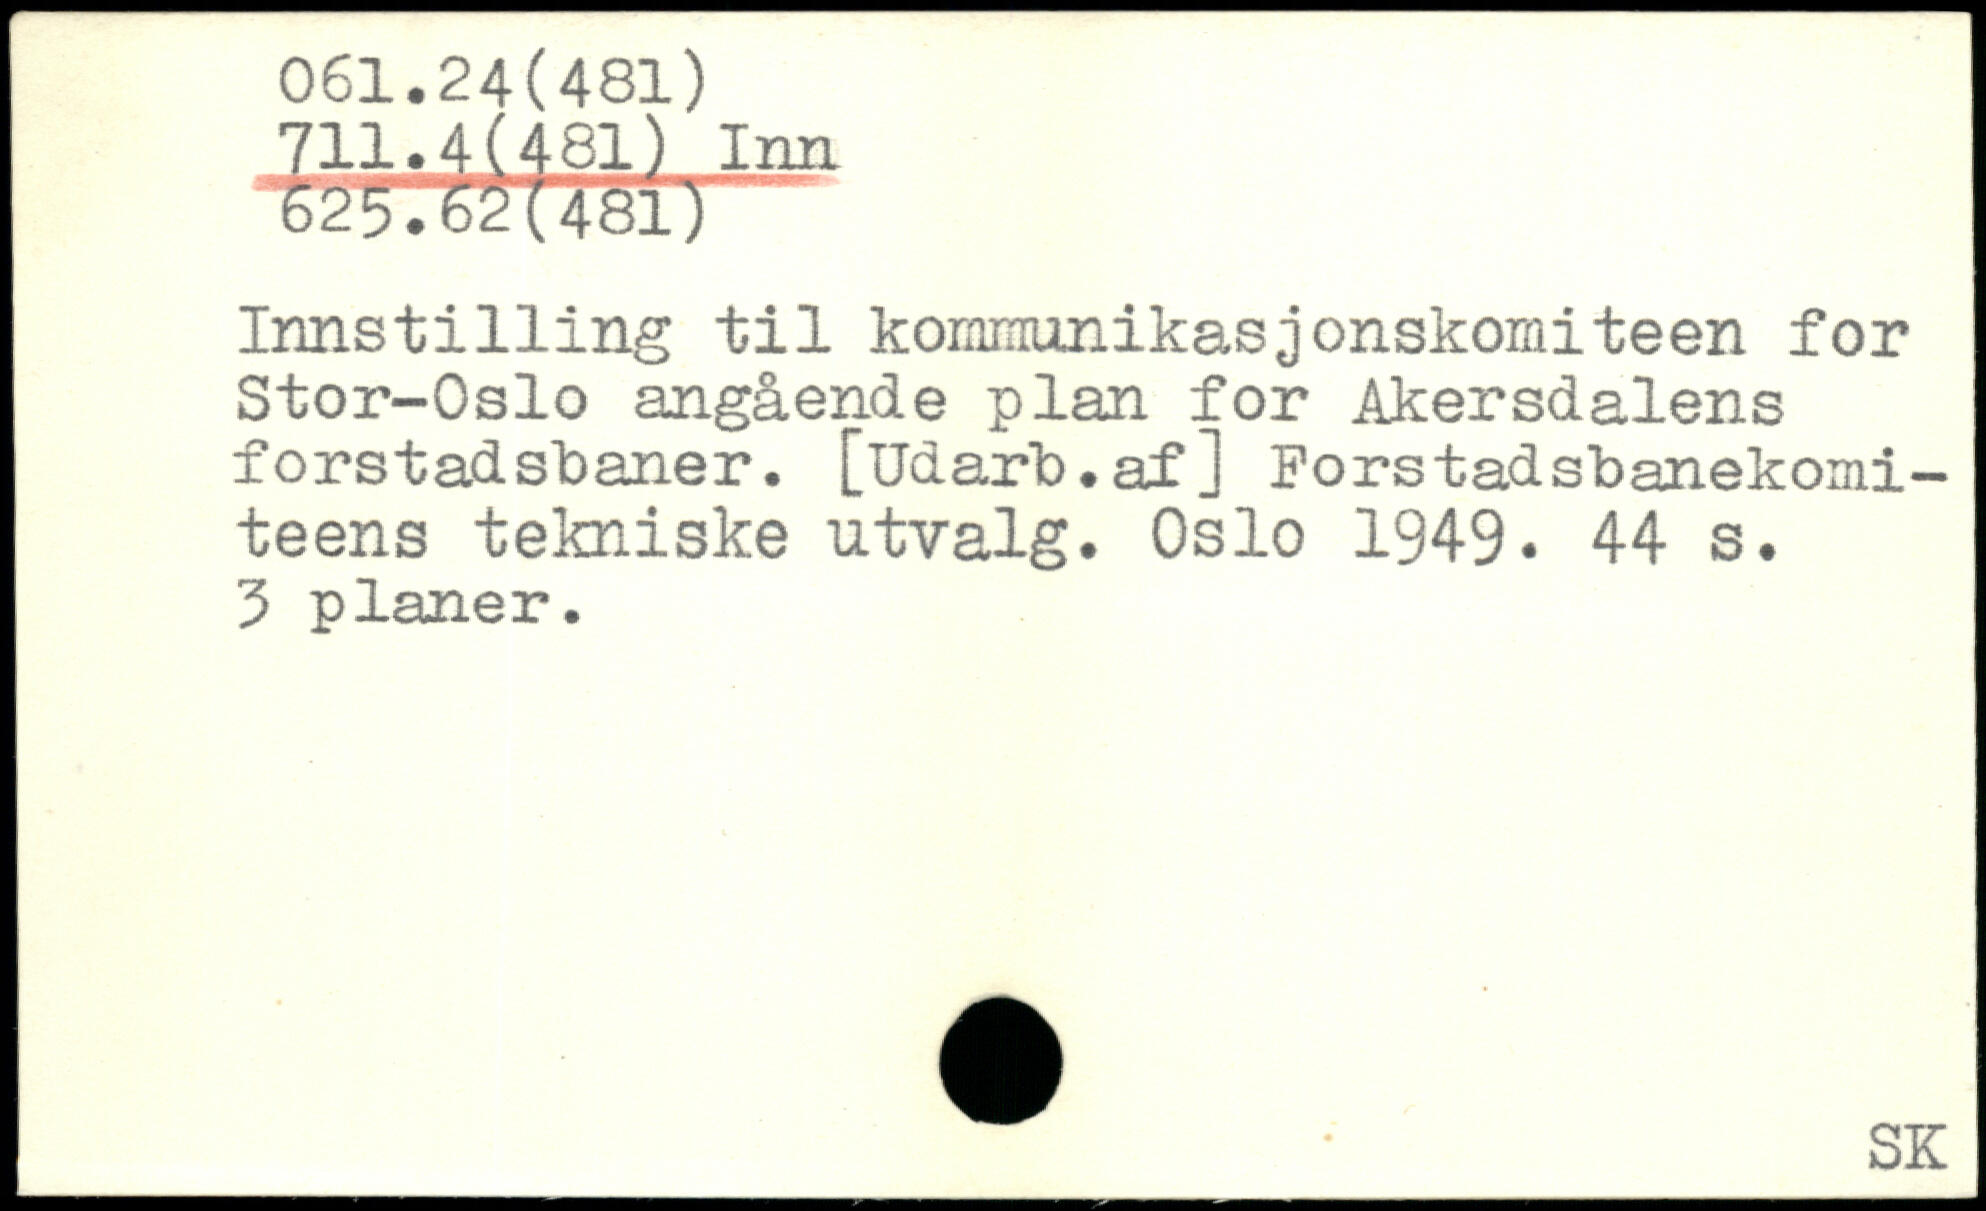 061.24(481)
711.4(481) Inn
625.62(481)
Innstilling til kommunikasjonskomiteen for
Stor-Oslo angående plan for Akersdalens
forstadsbaner. [Udarb.af] Forstadsbanekomi-
teens tekniske utvalg. Oslo 1949. 44 s.
3 planer.
SK